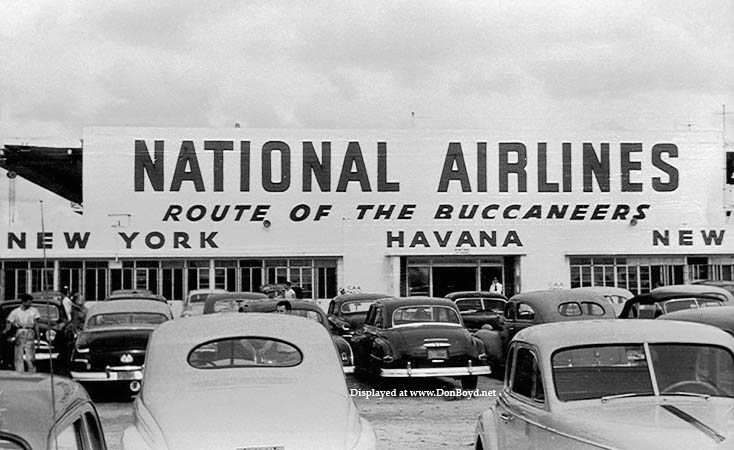 NATIONAL AIRLINES
ROUTE OF THE BUCCANEERS
NEW YORK HAVANA NEW
C.A.A.
C.A.A.
Displayed at www.DonBoyd.net